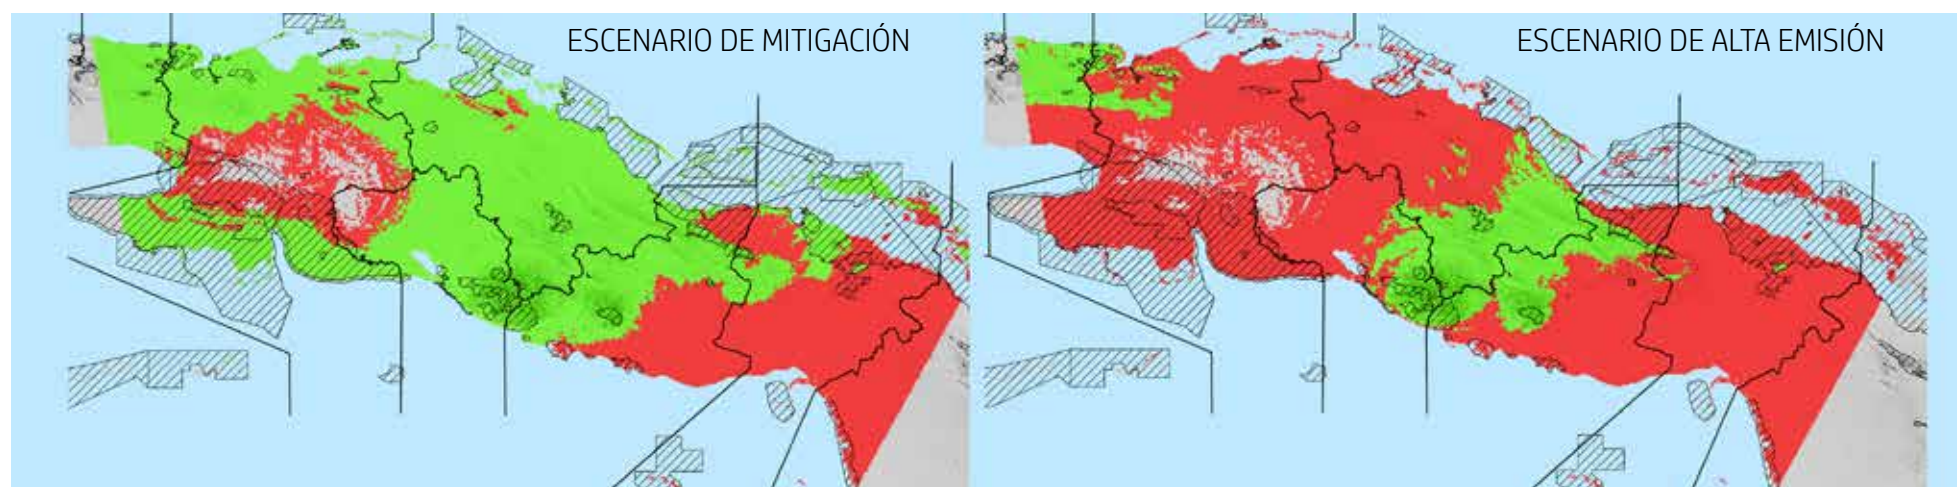 ESCENARIO DE MITIGACIÓN
ESCENARIO DE ALTA EMISIÓN